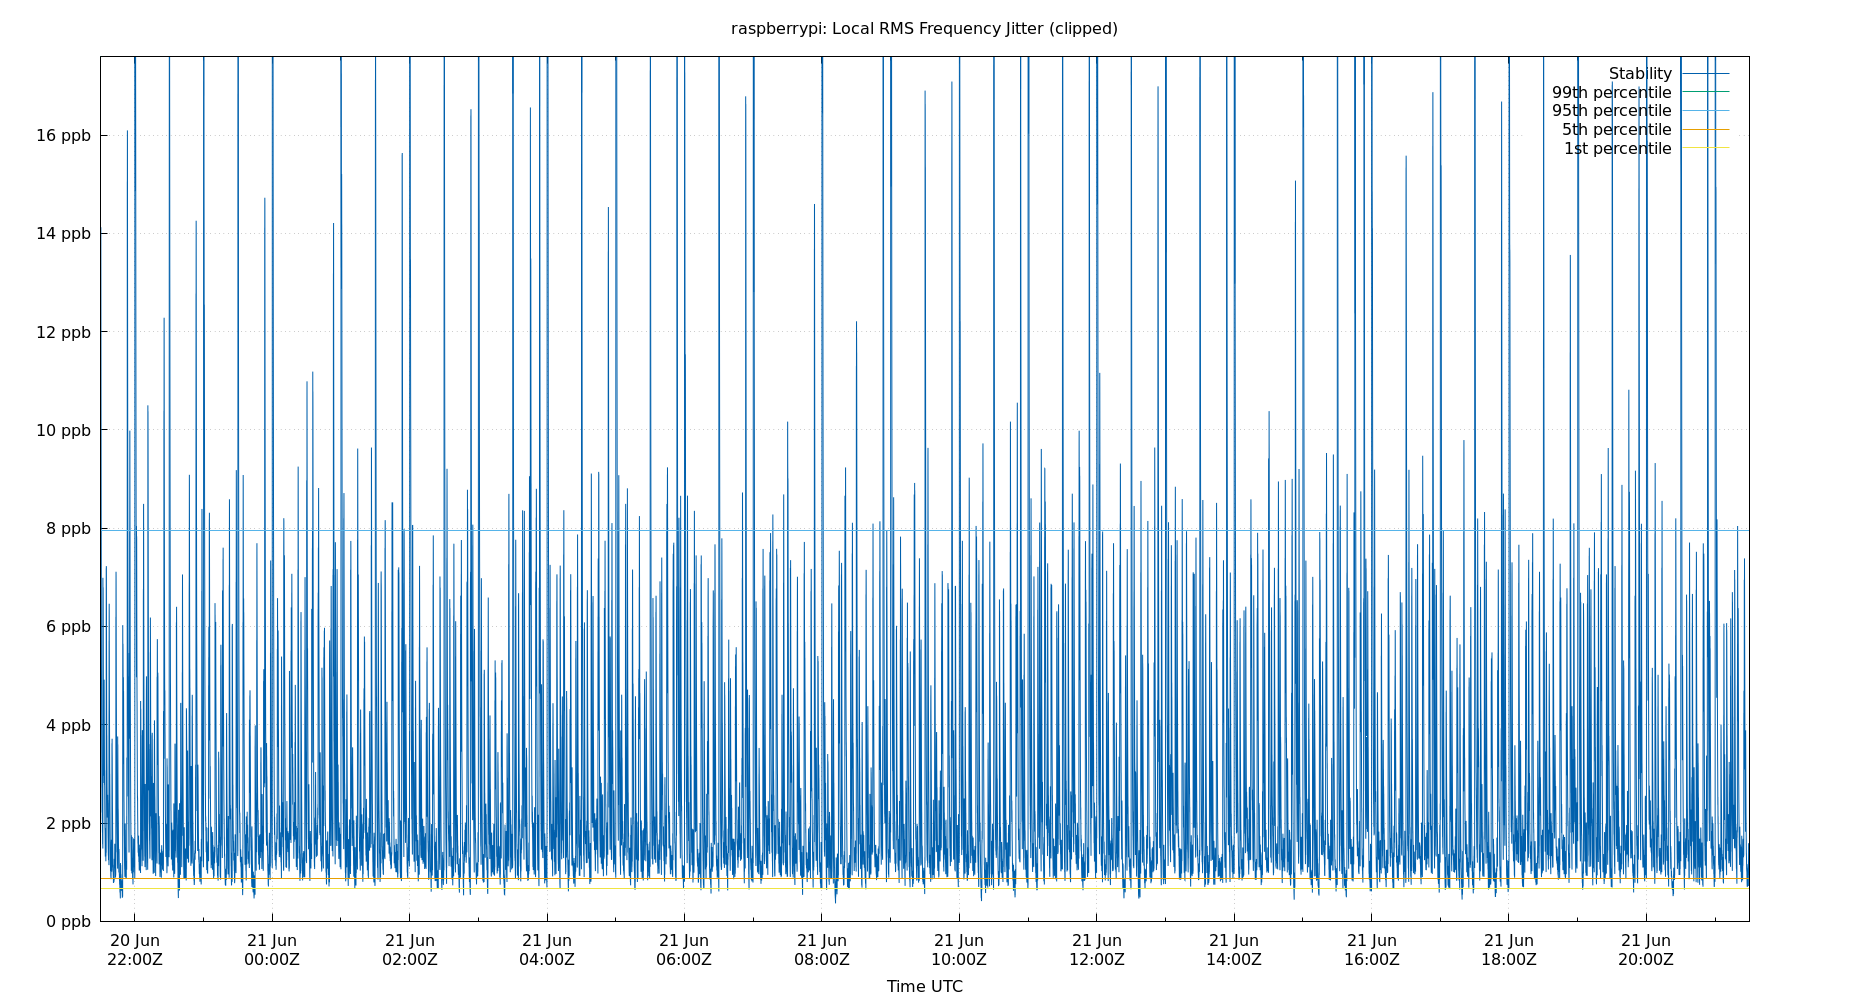 raspberrypi: Local RMS Frequency Jitter (clipped)
Stability
99th percentile
95th percentile
5th percentile
1st percentile
16 ppb
14 ppb
12 ppb
10 ppb
8 ppb
6 ppb
4 ppb
2 ppb
0 ppb
20 Jun 21 Jun 21 Jun 21 Jun 21 Jun 21 Jun 21 Jun 21 Jun 21 Jun 21 Jun 21 Jun 21 Jun
22:00Z 00:00Z 02:00Z 04:00Z 06:00Z 08:00Z 10:00Z 12:00Z 14:00Z 16:00Z 18:00Z 20:00Z
Time UTC